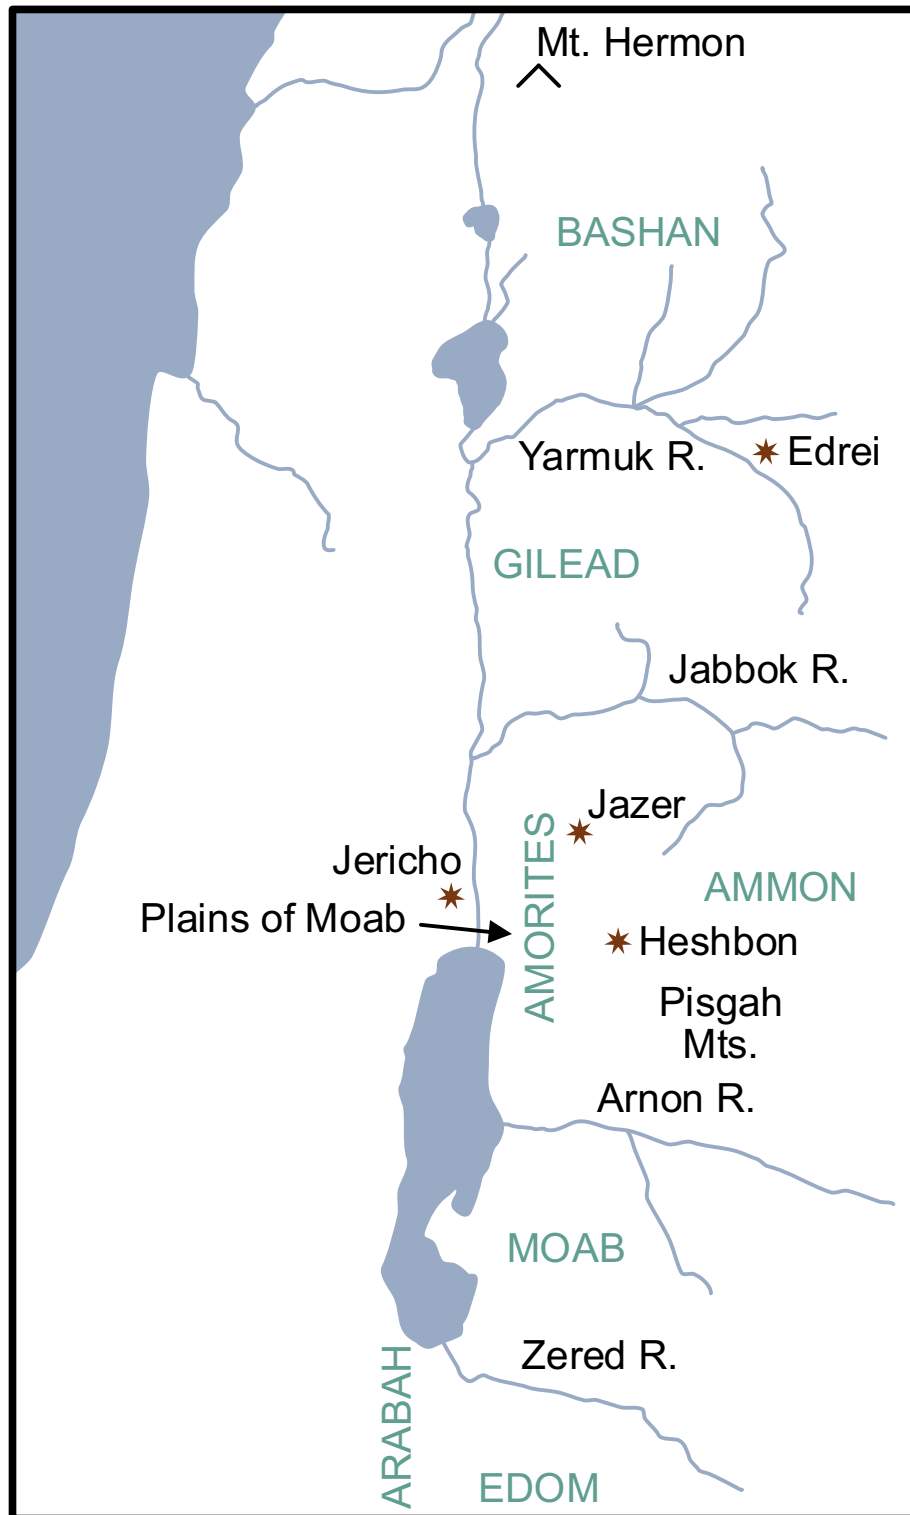 Mt. Hermon
BASHAN
Yarmuk R.
Edrei
GILEAD
Jabbok R.
Jazer
AMORITES
Jericho
AMMON
Plains of Moab
Heshbon
Pisgah
Mts.
Arnon R.
MOAB
Zered R.
ARABAH
EDOM